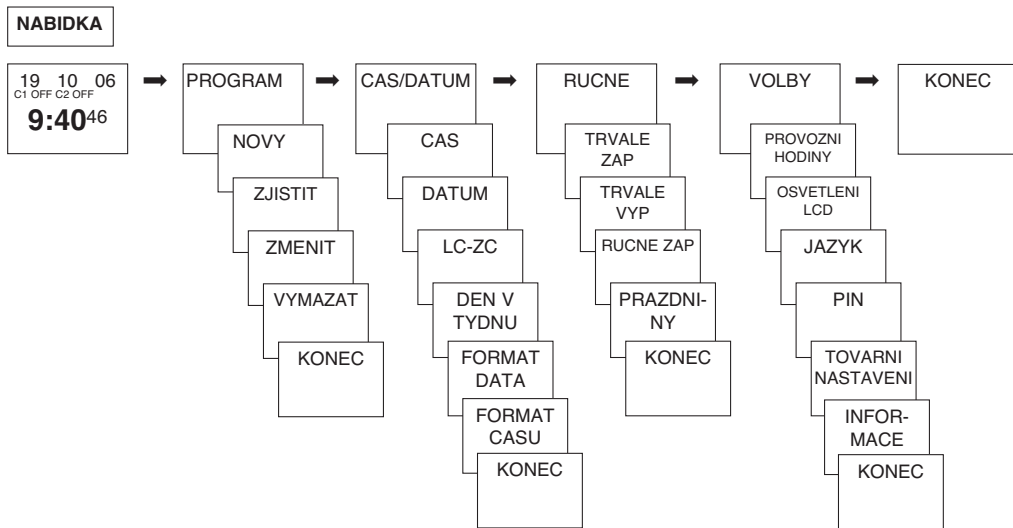 NABIDKA
19 10 06
C1 OFF C2 OFF
9:40 46
PROGRAM
NOVY
ZJISTIT
ZMENIT
VYMAZAT
KONEC
CAS/DATUM
CAS
DATUM
LC-ZC
DEN V
TYDNU
FORMAT
DATA
FORMAT
CASU
KONEC
RUCNE
TRVALE
ZAP
TRVALE
VYP
RUCNE ZAP
PRAZDNI-
NY
KONEC
VOLBY
PROVOZNI
HODINY
OSVETLENI
LCD
JAZYK
PIN
TOVARNI
NASTAVENI
INFOR-
MACE
KONEC
KONEC